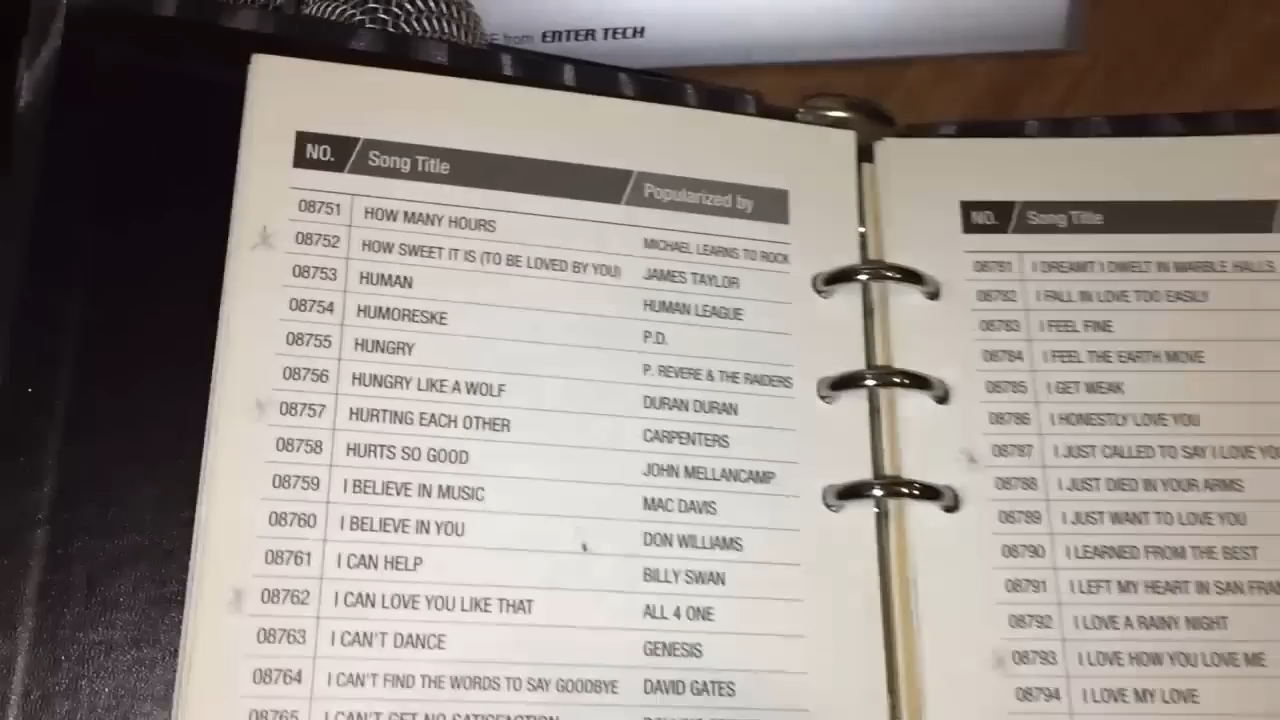 from ENTER TECH
NO. Song Title Popularized by
08751 HOW MANY HOURS MICHAEL LEARNS TO ROCK
08752 HOW SWEET IT IS (TO BE LOVED BY YOU) JAMES TAYLOR
08753 HUMAN HUMAN LEAGUE
08754 HUMORESKE P.D.
08755 HUNGRY P. REVERE & THE RAIDERS
08756 HUNGRY LIKE A WOLF DURAN DURAN
08757 HURTING EACH OTHER CARPENTERS
08758 HURTS SO GOOD JOHN MELLANCAMP
08759 I BELIEVE IN MUSIC MAC DAVIS
08760 I BELIEVE IN YOU DON WILLIAMS
08761 I CAN HELP BILLY SWAN
08762 I CAN LOVE YOU LIKE THAT ALL 4 ONE
08763 I CAN'T DANCE GENESIS
08764 I CAN'T FIND THE WORDS TO SAY GOODBYE DAVID GATES
08765 I CAN'T GET NO SATISFACTION
NO. Song Title
08781 I DREAMT I DWELT IN MARBLE HALLS
08782 I FALL IN LOVE TOO EASILY
08783 I FEEL FINE
08784 I FEEL THE EARTH MOVE
08785 I GET WEAK
08786 I HONESTLY LOVE YOU
08787 I JUST CALLED TO SAY I LOVE YO
08788 I JUST DIED IN YOUR ARMS
08789 I JUST WANT TO LOVE YOU
08790 I LEARNED FROM THE BEST
08791 I LEFT MY HEART IN SAN FRA
08792 I LOVE A RAINY NIGHT
08793 I LOVE HOW YOU LOVE ME
08794 I LOVE MY LOVE